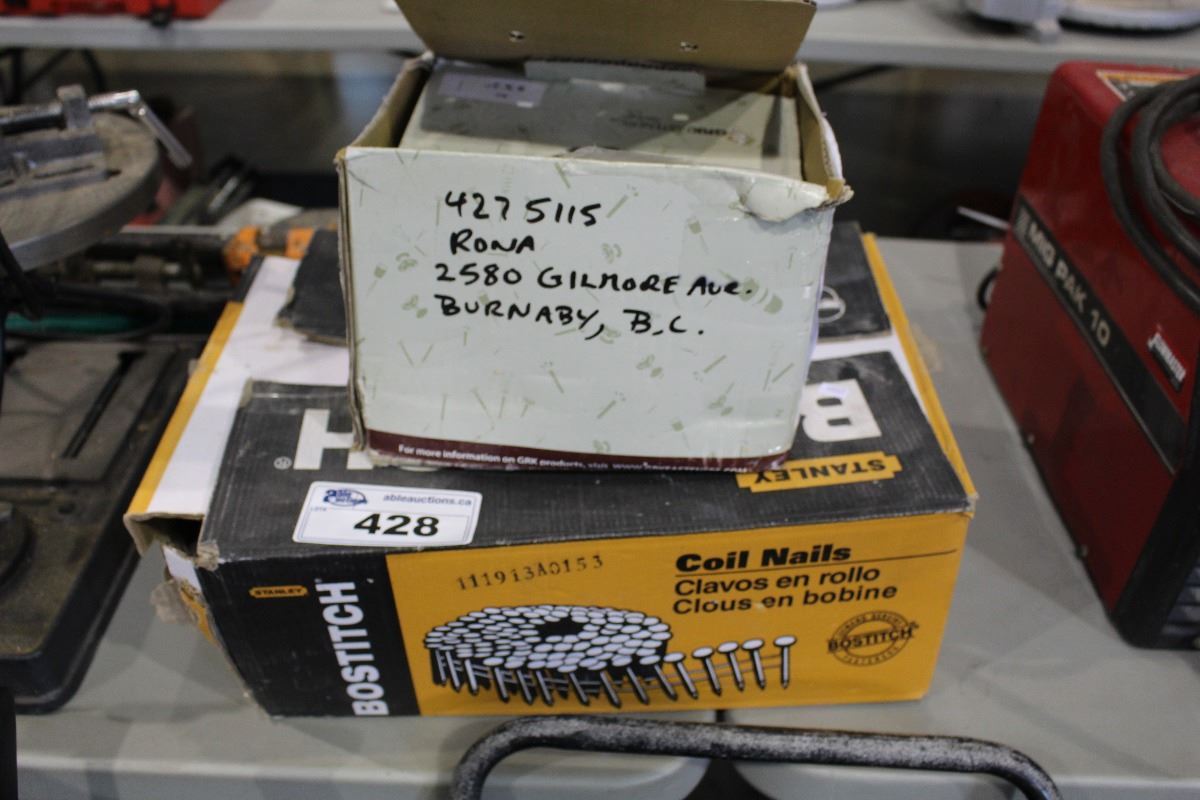 427 5115
RONA
2580 GILMORE AVE.
BURNABY, B.C.
For more information on GRK products, visit
STANLEY
ableauctions.ca
428
111913A0153
Coil Nails
Clavos en rollo
Clous en bobine
STANLEY
BOSTITCH
BOSTITCH
MIG PAK 10